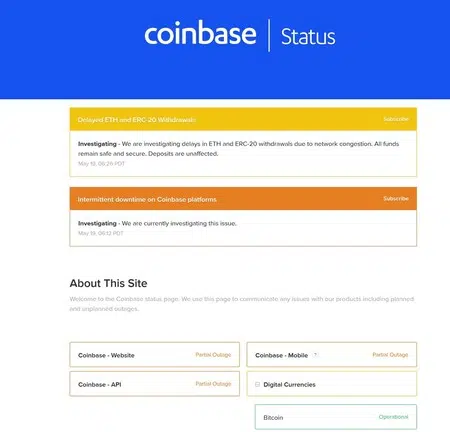 coinbase | Status
Delayed ETH and ERC-20 Withdrawals Subscribe
Investigating - We are investigating delays in ETH and ERC-20 withdrawals due to network congestion. All funds
remain safe and secure. Deposits are unaffected.
May 19, 06:26 PDT
Intermittent downtime on Coinbase platforms Subscribe
Investigating - We are currently investigating this issue.
May 19, 06:12 PDT
About This Site
Welcome to the Coinbase status page. We use this page to communicate any issues with our products including planned
and unplanned outages.
Coinbase - Website Partial Outage
Coinbase - Mobile ? Partial Outage
Coinbase - API Partial Outage
Digital Currencies
Bitcoin Operational